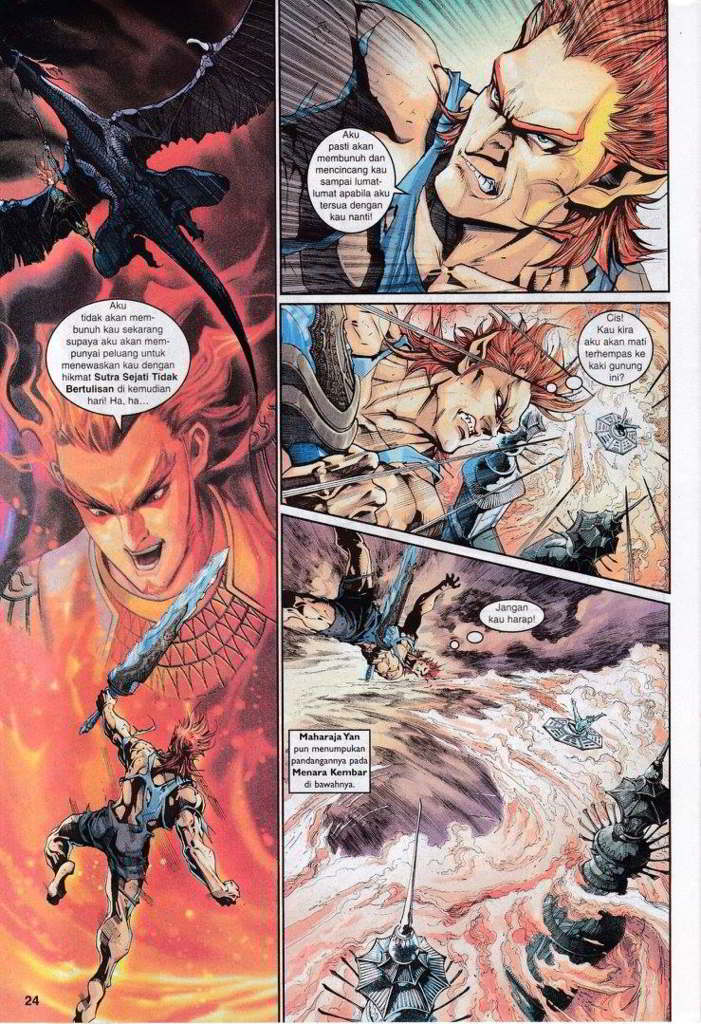 Aku
tidak akan mem-
bunuh kau sekarang
supaya aku akan mem-
punyai peluang untuk
menewaskan kau dengan
hikmat Sutra Sejati Tidak
Bertulisan di kemudian
hari! Ha, ha...
Aku
pasti akan
membunuh dan
mencincang kau
sampai lumat-
lumat apabila aku
tersua dengan
kau nanti!
Cis!
Kau kira
aku akan mati
terhempas ke
kaki gunung
ini?
Jangan
kau harap!
Maharaja Yan
pun menumpukan
pandangannya pada
Menara Kembar
di bawahnya.
24